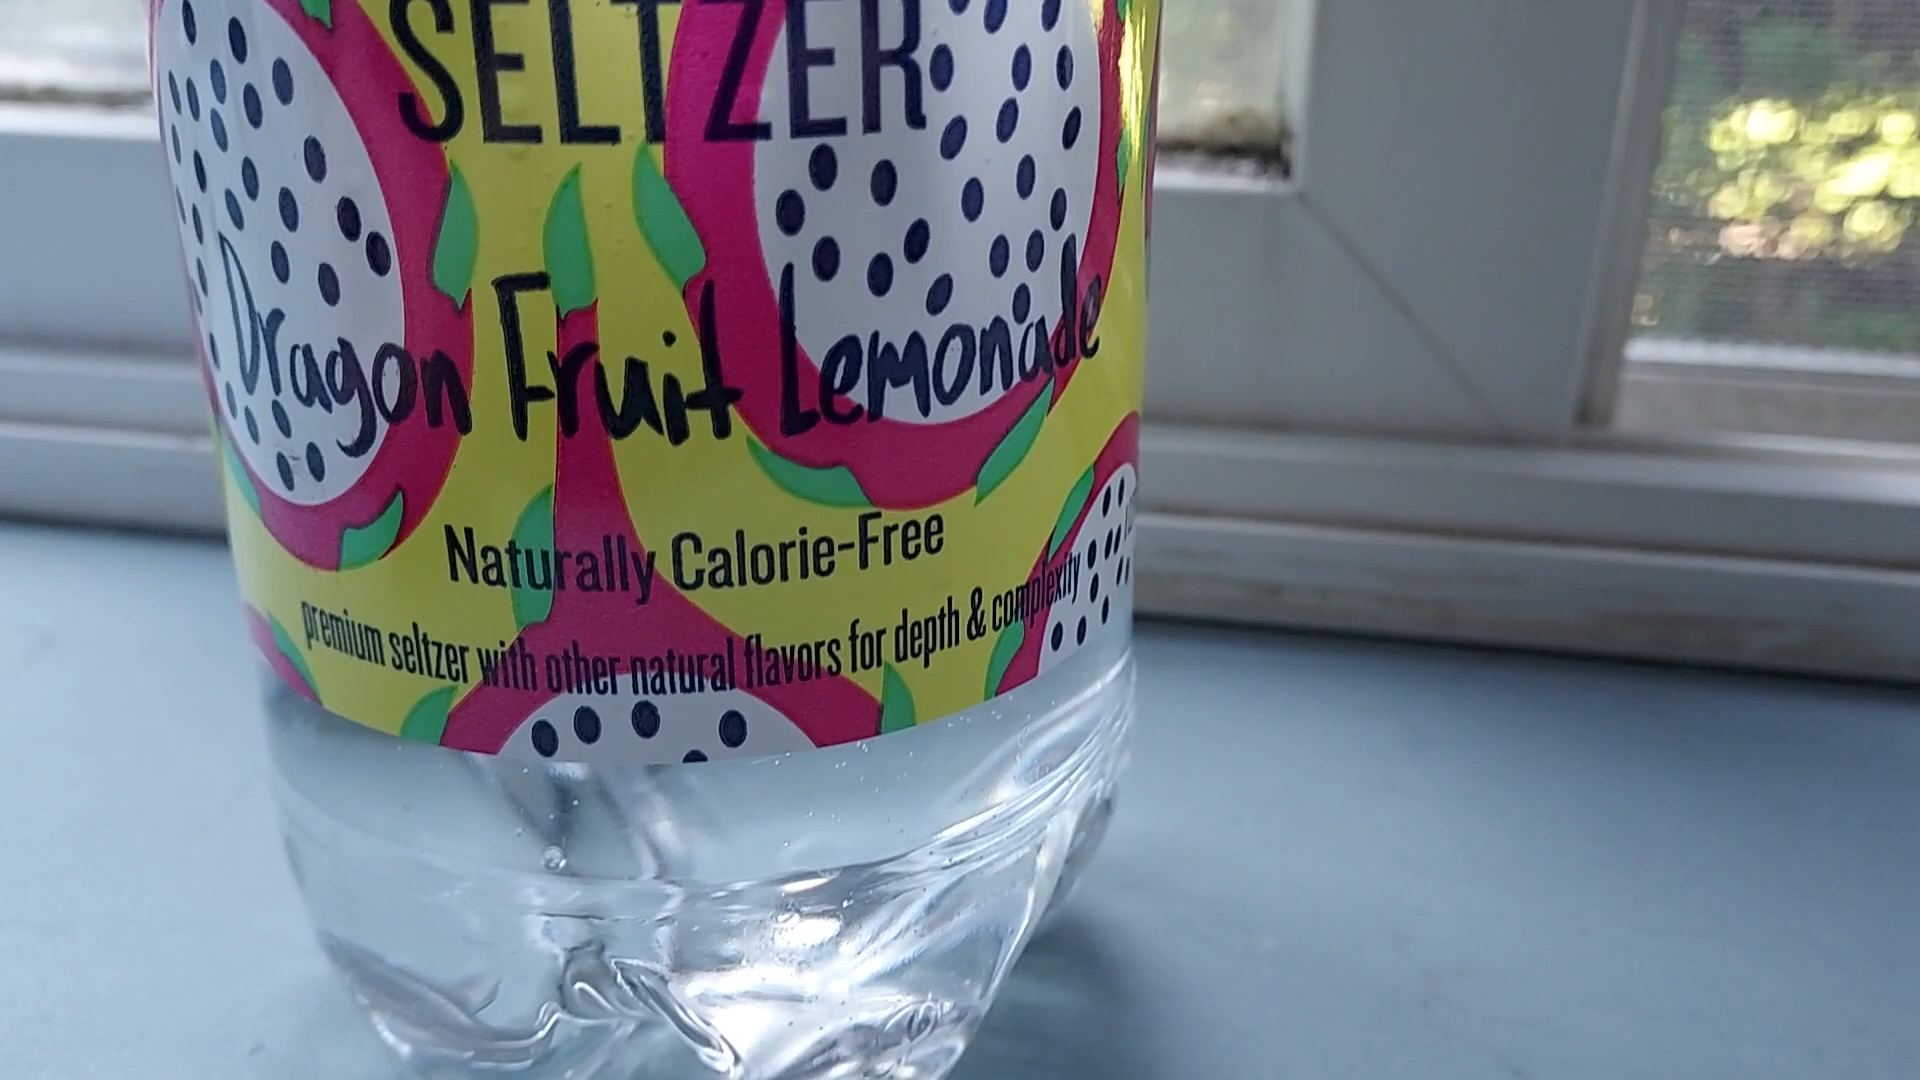 SELTZER
Dragon Fruit Lemonade
Naturally Calorie-Free
premium seltzer with other natural flavors for depth & complexity